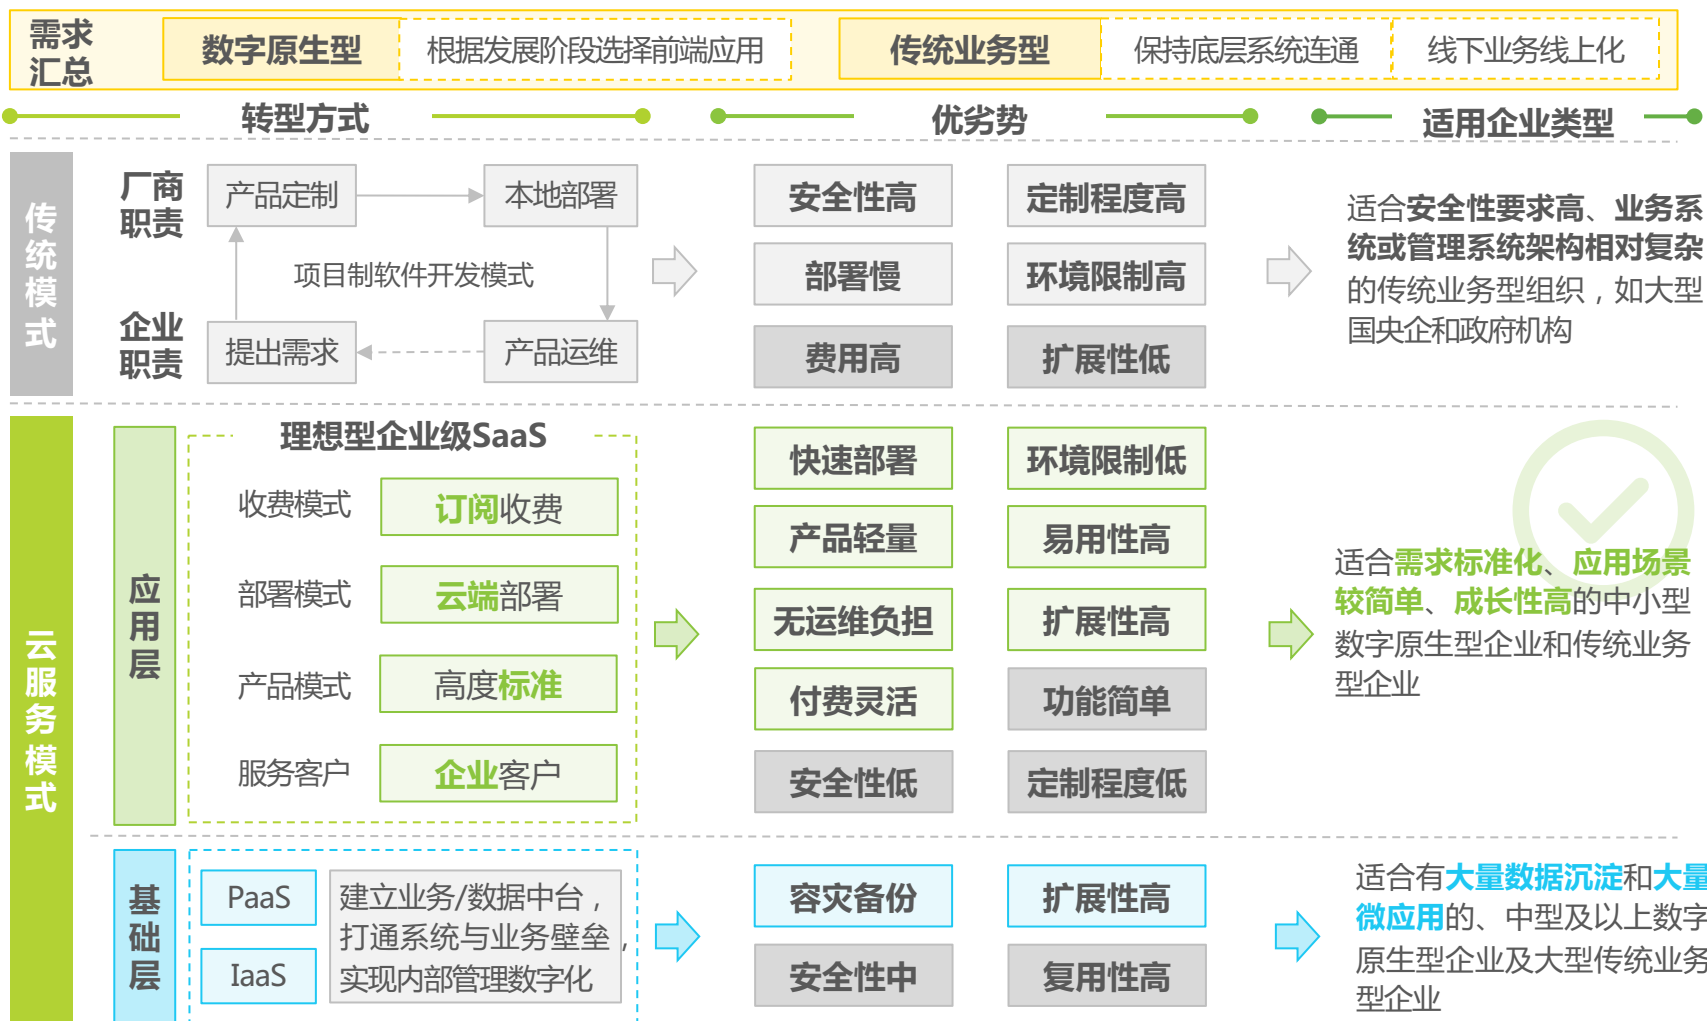 需求
汇总
数字原生型
根据发展阶段选择前端应用
传统业务型
保持底层系统连通
线下业务线上化
转型方式
优劣势
适用企业类型
传统模式
厂商
职责
产品定制
本地部署
项目制软件开发模式
企业
职责
提出需求
产品运维
安全性高
定制程度高
部署慢
环境限制高
费用高
扩展性低
适合安全性要求高、业务系
统或管理系统架构相对复杂
的传统业务型组织，如大型
国央企和政府机构
云服务模式
应用层
理想型企业级SaaS
收费模式
订阅收费
部署模式
云端部署
产品模式
高度标准
服务客户
企业客户
快速部署
环境限制低
产品轻量
易用性高
无运维负担
扩展性高
付费灵活
功能简单
安全性低
定制程度低
适合需求标准化、应用场景
较简单、成长性高的中小型
数字原生型企业和传统业务
型企业
基础层
PaaS
IaaS
建立业务/数据中台，
打通系统与业务壁垒，
实现内部管理数字化
容灾备份
扩展性高
安全性中
复用性高
适合有大量数据沉淀和大量
微应用的、中型及以上数字
原生型企业及大型传统业务
型企业